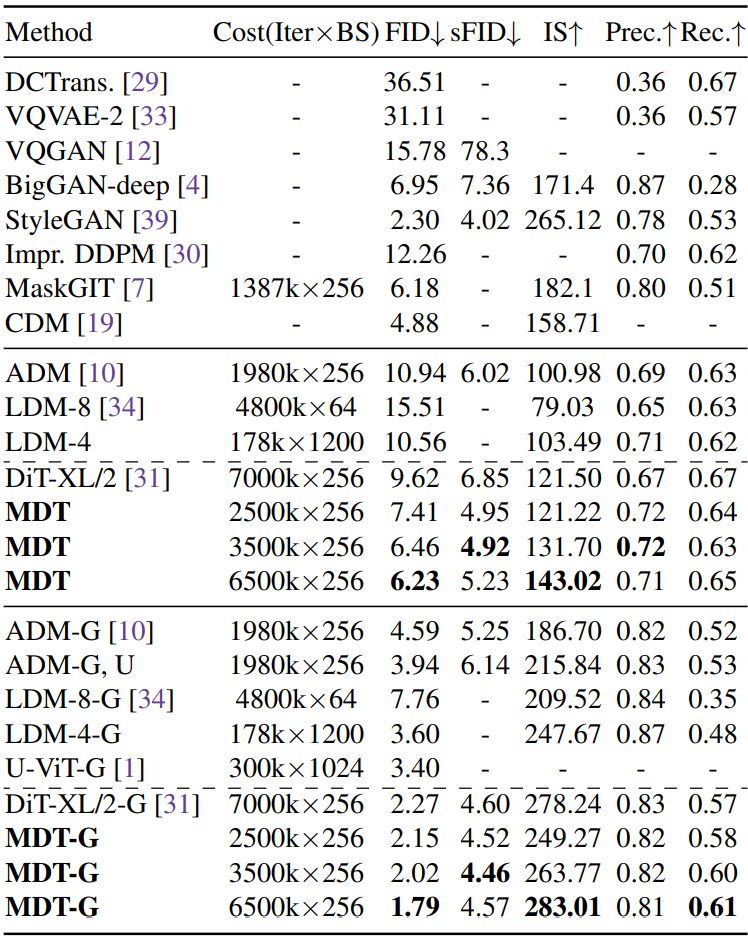 Method Cost(Iter×BS) FID↓ sFID↓ IS↑ Prec.↑ Rec.↑
DCTrans. [29] - 36.51 - - 0.36 0.67
VQVAE-2 [33] - 31.11 - - 0.36 0.57
VQGAN [12] - 15.78 78.3 - - -
BigGAN-deep [4] - 6.95 7.36 171.4 0.87 0.28
StyleGAN [39] - 2.30 4.02 265.12 0.78 0.53
Impr. DDPM [30] - 12.26 - - 0.70 0.62
MaskGIT [7] 1387k×256 6.18 - 182.1 0.80 0.51
CDM [19] - 4.88 - 158.71 - -
ADM [10] 1980k×256 10.94 6.02 100.98 0.69 0.63
LDM-8 [34] 4800k×64 15.51 - 79.03 0.65 0.63
LDM-4 178k×1200 10.56 - 103.49 0.71 0.62
DiT-XL/2 [31] 7000k×256 9.62 6.85 121.50 0.67 0.67
MDT 2500k×256 7.41 4.95 121.22 0.72 0.64
MDT 3500k×256 6.46 4.92 131.70 0.72 0.63
MDT 6500k×256 6.23 5.23 143.02 0.71 0.65
ADM-G [10] 1980k×256 4.59 5.25 186.70 0.82 0.52
ADM-G, U 1980k×256 3.94 6.14 215.84 0.83 0.53
LDM-8-G [34] 4800k×64 7.76 - 209.52 0.84 0.35
LDM-4-G 178k×1200 3.60 - 247.67 0.87 0.48
U-ViT-G [1] 300k×1024 3.40 - - - -
DiT-XL/2-G [31] 7000k×256 2.27 4.60 278.24 0.83 0.57
MDT-G 2500k×256 2.15 4.52 249.27 0.82 0.58
MDT-G 3500k×256 2.02 4.46 263.77 0.82 0.60
MDT-G 6500k×256 1.79 4.57 283.01 0.81 0.61